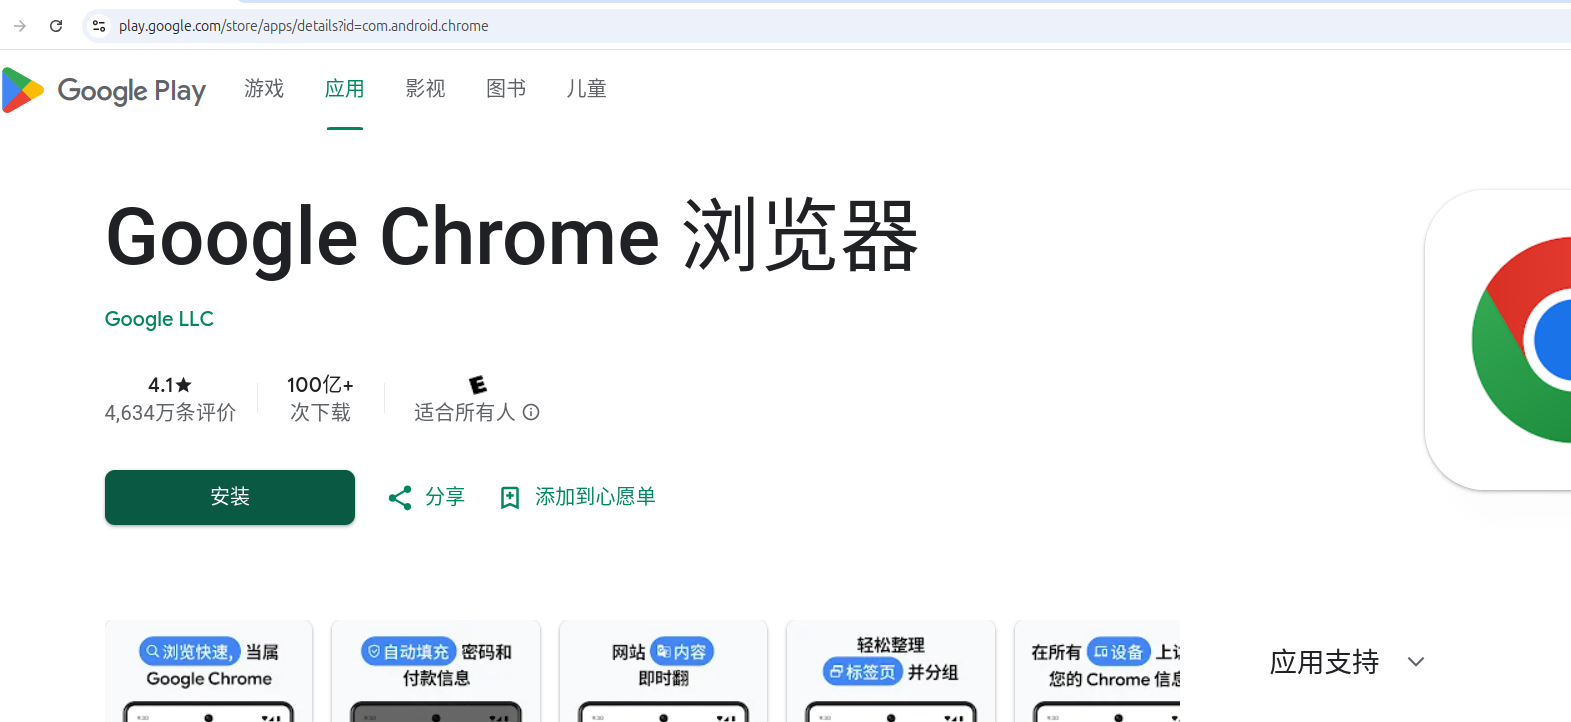 play.google.com/store/apps/details?id=com.android.chrome
Google Play 游戏 应用 影视 图书 儿童
Google Chrome 浏览器
Google LLC
4.1★ 100亿+ E
4,634万条评价 次下载 适合所有人
安装 分享 添加到心愿单
浏览快速, 当属
Google Chrome
自动填充 密码和
付款信息
网站 内容
即时翻
轻松整理
标签页 并分组
在所有 设备 上
您的 Chrome 信
应用支持